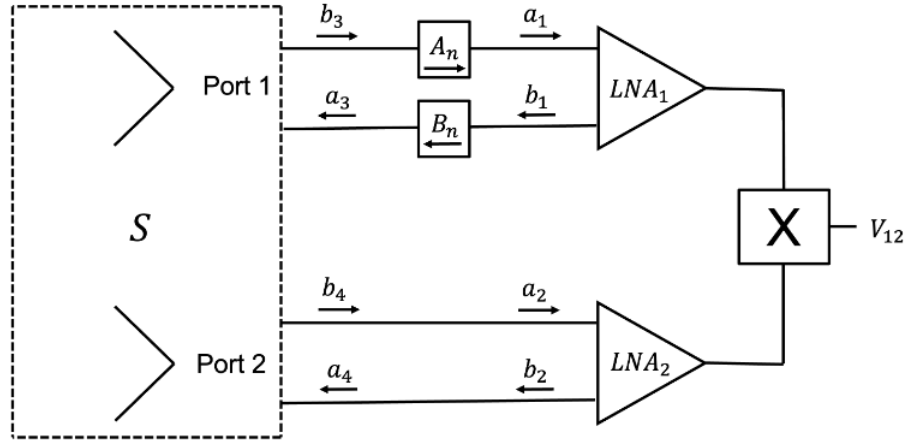 b₃
a₁
Aₙ
LNA₁
Port 1
a₃
b₁
Bₙ
S
X
V₁₂
b₄
a₂
LNA₂
Port 2
a₄
b₂